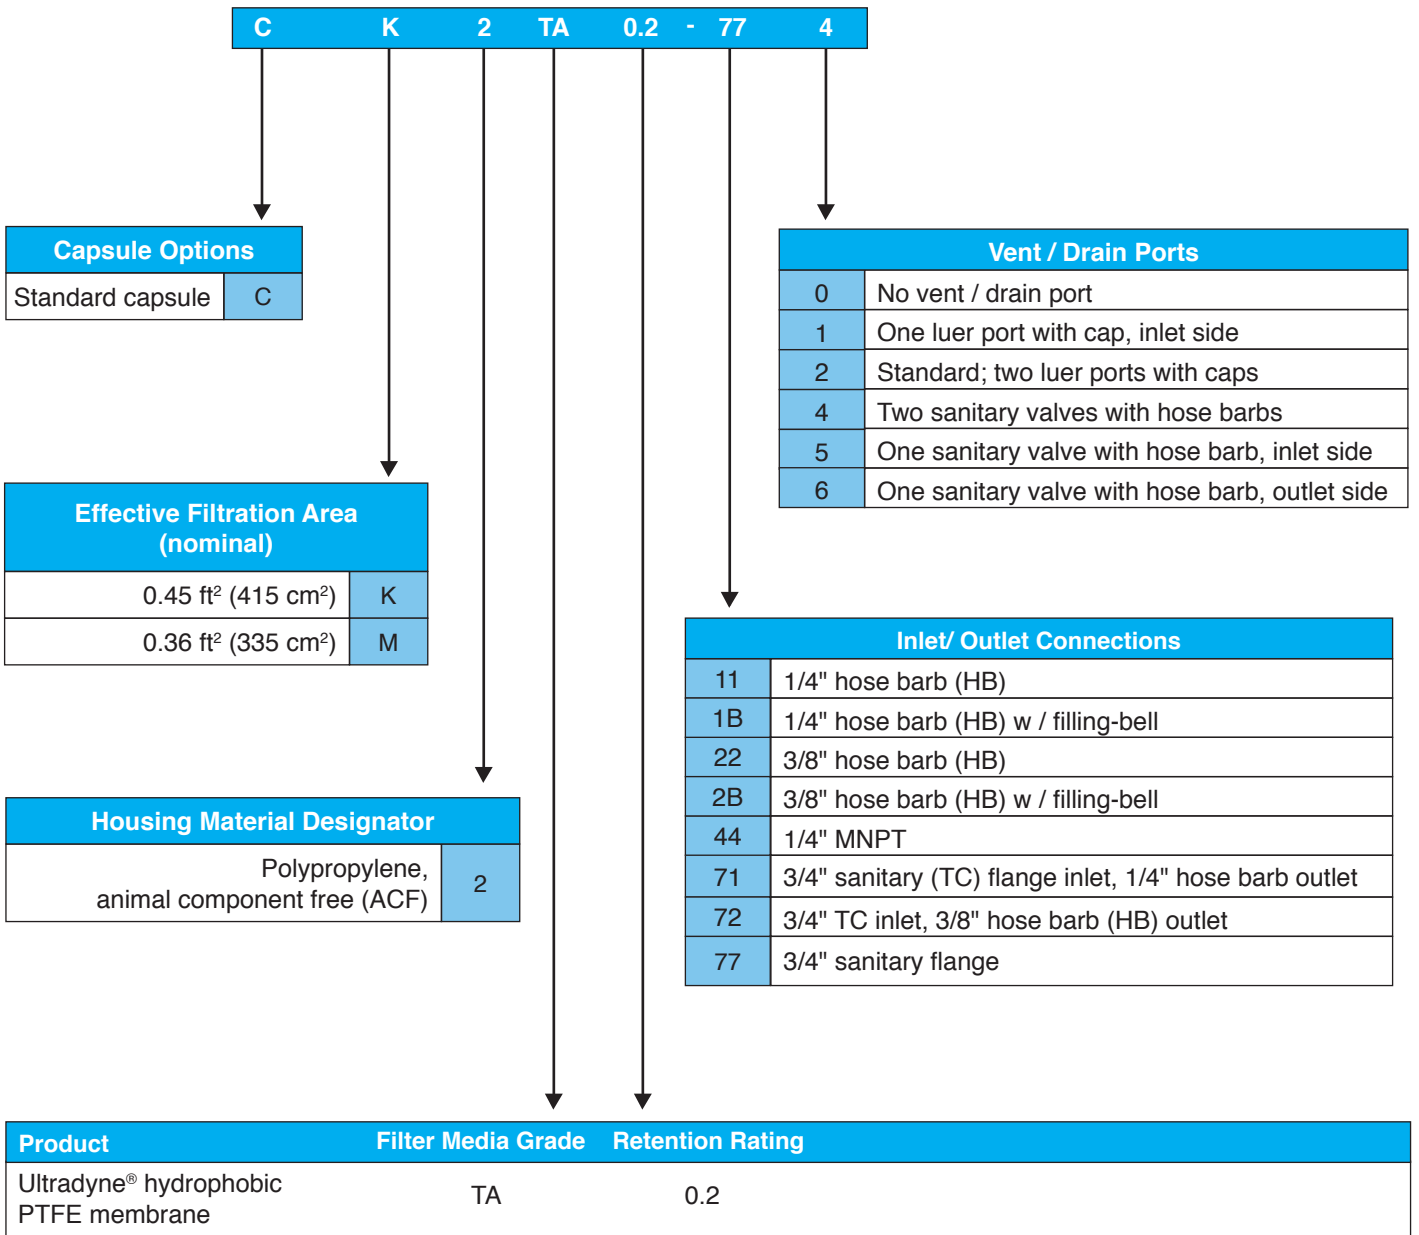 C K 2 TA 0.2 - 77 4
Capsule Options
Standard capsule C
Vent / Drain Ports
0 No vent / drain port
1 One luer port with cap, inlet side
2 Standard; two luer ports with caps
4 Two sanitary valves with hose barbs
5 One sanitary valve with hose barb, inlet side
6 One sanitary valve with hose barb, outlet side
Effective Filtration Area
(nominal)
0.45 ft² (415 cm²) K
0.36 ft² (335 cm²) M
Inlet/ Outlet Connections
11 1/4" hose barb (HB)
1B 1/4" hose barb (HB) w / filling-bell
22 3/8" hose barb (HB)
2B 3/8" hose barb (HB) w / filling-bell
44 1/4" MNPT
71 3/4" sanitary (TC) flange inlet, 1/4" hose barb outlet
72 3/4" TC inlet, 3/8" hose barb (HB) outlet
77 3/4" sanitary flange
Housing Material Designator
Polypropylene,
animal component free (ACF) 2
Product Filter Media Grade Retention Rating
Ultradyne® hydrophobic
PTFE membrane TA 0.2